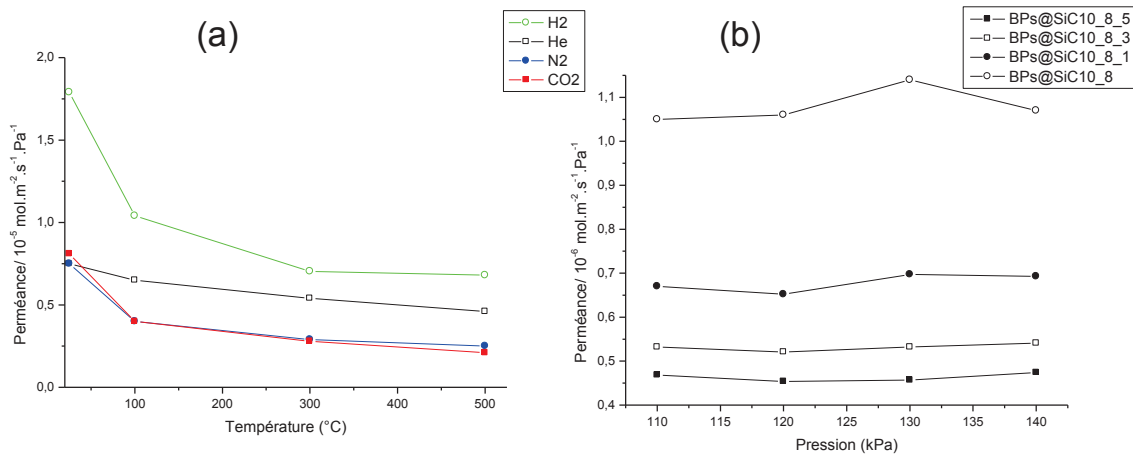 (a)
H2
He
N2
CO2
2,0
1,5
1,0
0,5
0,0
Perméance/ 10⁻⁵ mol.m⁻².s⁻¹.Pa⁻¹
100
200
300
400
500
Température (°C)
(b)
BPs@SiC10_8_5
BPs@SiC10_8_3
BPs@SiC10_8_1
BPs@SiC10_8
1,1
1,0
0,9
0,8
0,7
0,6
0,5
0,4
Perméance/ 10⁻⁶ mol.m⁻².s⁻¹.Pa⁻¹
110
115
120
125
130
135
140
Pression (kPa)